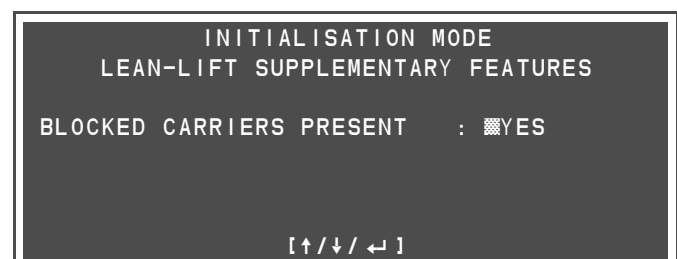 INITIALISATION MODE
LEAN-LIFT SUPPLEMENTARY FEATURES
BLOCKED CARRIERS PRESENT : ▒YES
[↑/↓/↵]